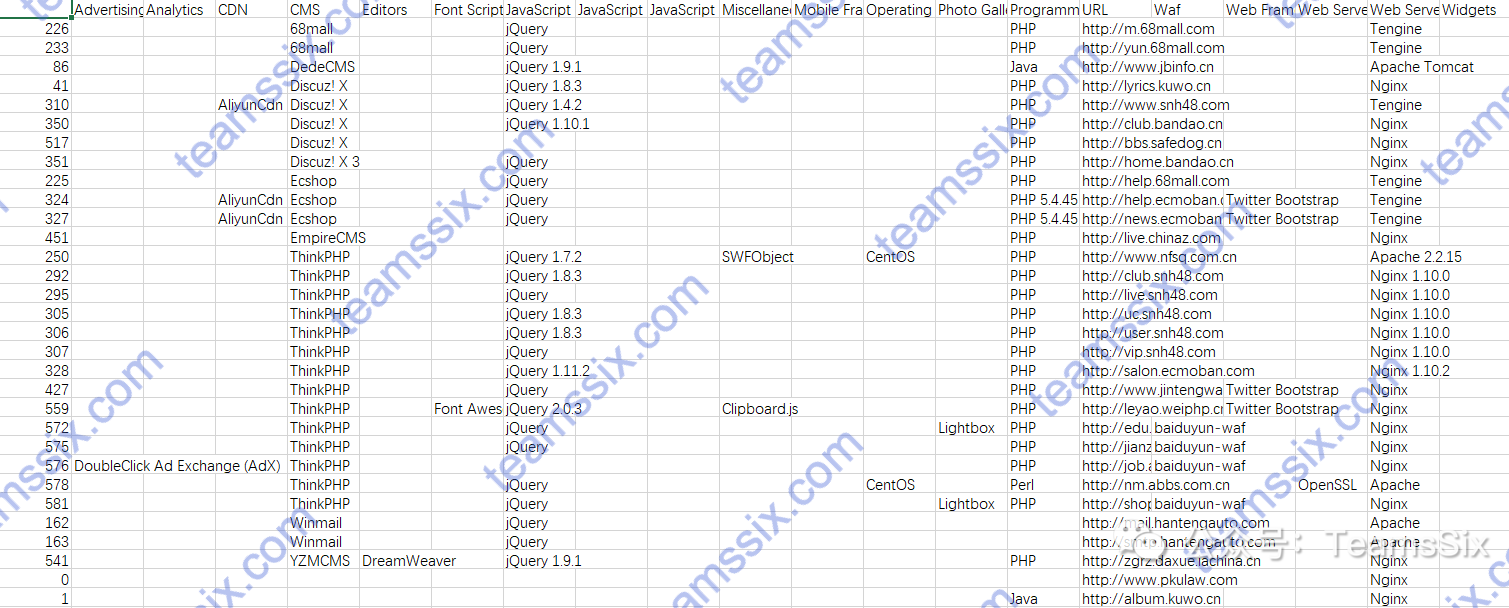 Advertising Analytics CDN CMS Editors Font Script JavaScript JavaScript JavaScript Miscellane Mobile Fra Operating Photo Gall Programm URL Waf Web Fram Web Serve Web Serve Widgets
226 68mall jQuery PHP http://m.68mall.com Tengine
233 68mall jQuery PHP http://yun.68mall.com Tengine
86 DedeCMS jQuery 1.9.1 Java http://www.jbinfo.cn Apache Tomcat
41 Discuz! X jQuery 1.8.3 PHP http://lyrics.kuwo.cn Nginx
310 AliyunCdn Discuz! X jQuery 1.4.2 PHP http://www.snh48.com Tengine
350 Discuz! X jQuery 1.10.1 PHP http://club.bandao.cn Nginx
517 Discuz! X PHP http://bbs.safedog.cn Nginx
351 Discuz! X 3 jQuery PHP http://home.bandao.cn Nginx
225 Ecshop jQuery PHP http://help.68mall.com Tengine
324 AliyunCdn Ecshop jQuery PHP 5.4.45 http://help.ecmoban.c Twitter Bootstrap Tengine
327 AliyunCdn Ecshop jQuery PHP 5.4.45 http://news.ecmoban Twitter Bootstrap Tengine
451 EmpireCMS PHP http://live.chinaz.com Nginx
250 ThinkPHP jQuery 1.7.2 SWFObject CentOS PHP http://www.nfsq.com.cn Apache 2.2.15
292 ThinkPHP jQuery 1.8.3 PHP http://club.snh48.com Nginx 1.10.0
295 ThinkPHP jQuery PHP http://live.snh48.com Nginx 1.10.0
305 ThinkPHP jQuery 1.8.3 PHP http://uc.snh48.com Nginx 1.10.0
306 ThinkPHP jQuery 1.8.3 PHP http://user.snh48.com Nginx 1.10.0
307 ThinkPHP jQuery PHP http://vip.snh48.com Nginx 1.10.0
328 ThinkPHP jQuery 1.11.2 PHP http://salon.ecmoban.com Nginx 1.10.2
427 ThinkPHP jQuery PHP http://www.jintengwa Twitter Bootstrap Nginx
559 ThinkPHP Font Awes jQuery 2.0.3 Clipboard.js PHP http://leyao.weiphp.cn Twitter Bootstrap Nginx
572 ThinkPHP jQuery Lightbox PHP http://edu. baiduyun-waf Nginx
575 ThinkPHP jQuery PHP http://jianz baiduyun-waf Nginx
576 DoubleClick Ad Exchange (AdX) ThinkPHP PHP http://job.a baiduyun-waf Nginx
578 ThinkPHP jQuery CentOS Perl http://nm.abbs.com.cn OpenSSL Apache
581 ThinkPHP jQuery Lightbox PHP http://shop baiduyun-waf Nginx
162 Winmail jQuery http://mail.hantengauto.com Apache
163 Winmail jQuery http://smtp.hantengauto.com Apache
541 YZMCMS DreamWeaver jQuery 1.9.1 PHP http://zgrz.daxue.iachina.cn Nginx
0 http://www.pkulaw.com Nginx
1 Java http://album.kuwo.cn Nginx
teamssix.com
公众号：TeamsSix